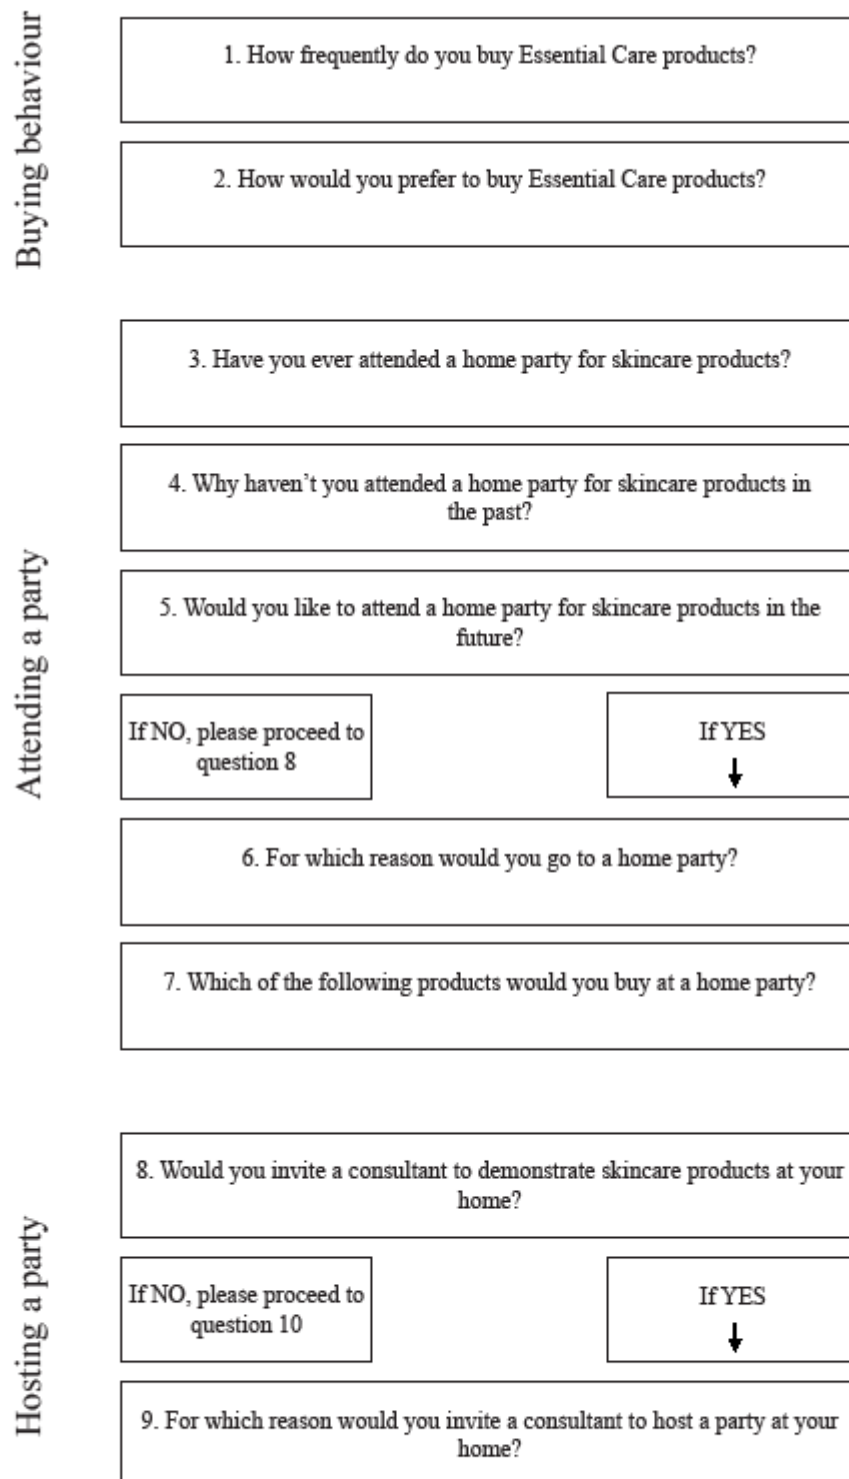 Buying behaviour
1. How frequently do you buy Essential Care products?
2. How would you prefer to buy Essential Care products?
Attending a party
3. Have you ever attended a home party for skincare products?
4. Why haven’t you attended a home party for skincare products in
the past?
5. Would you like to attend a home party for skincare products in the
future?
If NO, please proceed to
question 8
If YES
6. For which reason would you go to a home party?
7. Which of the following products would you buy at a home party?
Hosting a party
8. Would you invite a consultant to demonstrate skincare products at your
home?
If NO, please proceed to
question 10
If YES
9. For which reason would you invite a consultant to host a party at your
home?